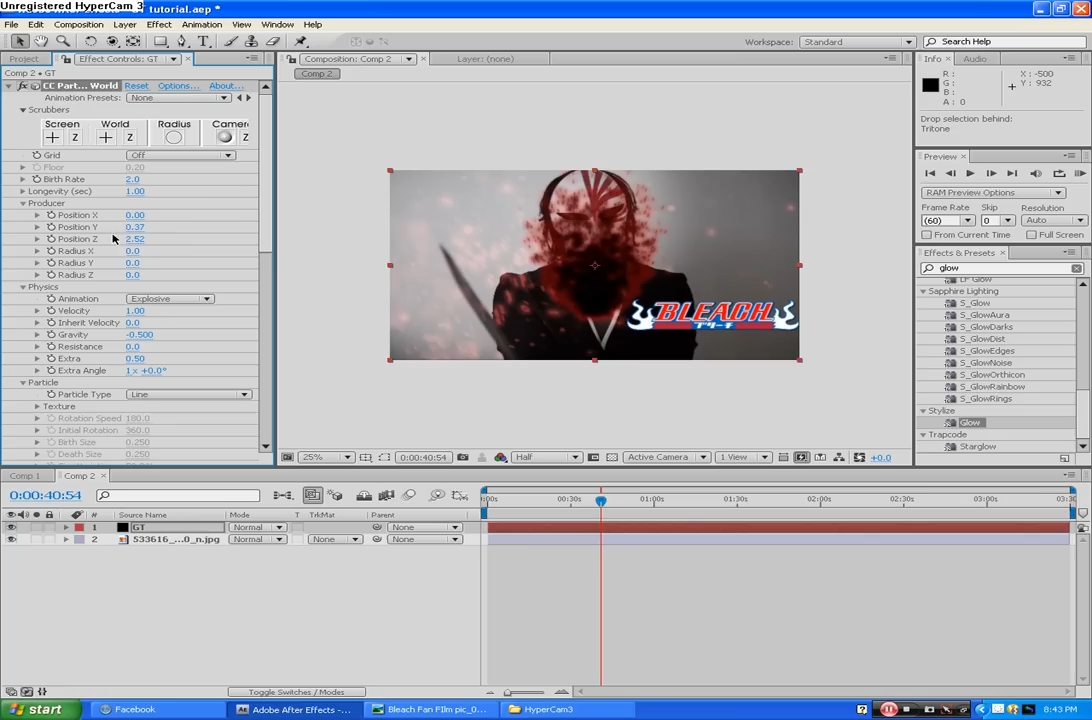 Unregistered HyperCam 3
tutorial.aep *
File Edit Composition Layer Effect Animation View Window Help
Workspace: Standard Search Help
Project Effect Controls: GT Composition: Comp 2 Layer: (none) Info Audio
Comp 2 • GT Comp 2
CC Part... World Reset Options... About...
Animation Presets: None
Scrubbers
Screen World Radius Camera
Z Z Z
Grid Off
Floor 0.20
Birth Rate 2.0
Longevity (sec) 1.00
Producer
Position X 0.00
Position Y 0.37
Position Z 2.52
Radius X 0.0
Radius Y 0.0
Radius Z 0.0
Physics
Animation Explosive
Velocity 1.00
Inherit Velocity 0.0
Gravity -0.500
Resistance 0.0
Extra 0.50
Extra Angle 1 x +0.0°
Particle
Particle Type Line
Texture
Rotation Speed 180.0
Initial Rotation 360.0
Birth Size 0.250
Death Size 0.250
BLEACH
ブリーチ
R :
G :
B :
A : 0
X : -500
Y : 932
Drop selection behind:
Tritone
Preview
RAM Preview Options
Frame Rate Skip Resolution
(60) 0 Auto
From Current Time Full Screen
Effects & Presets
glow
LP Glow
Sapphire Lighting
S_Glow
S_GlowAura
S_GlowDarks
S_GlowDist
S_GlowEdges
S_GlowNoise
S_GlowOrthicon
S_GlowRainbow
S_GlowRings
Stylize
Glow
Trapcode
Starglow
25% 0:00:40:54 Half Active Camera 1 View +0.0
Comp 1 Comp 2
0:00:40:54
:00s 00:30s 01:00s 01:30s 02:00s 02:30s 03:00s 03:30
# Source Name Mode T TrkMat Parent
1 GT Normal None
2 533616_...0_n.jpg Normal None None
Toggle Switches / Modes
start Facebook Adobe After Effects -... Bleach Fan FIlm pic_0... HyperCam3 8:43 PM